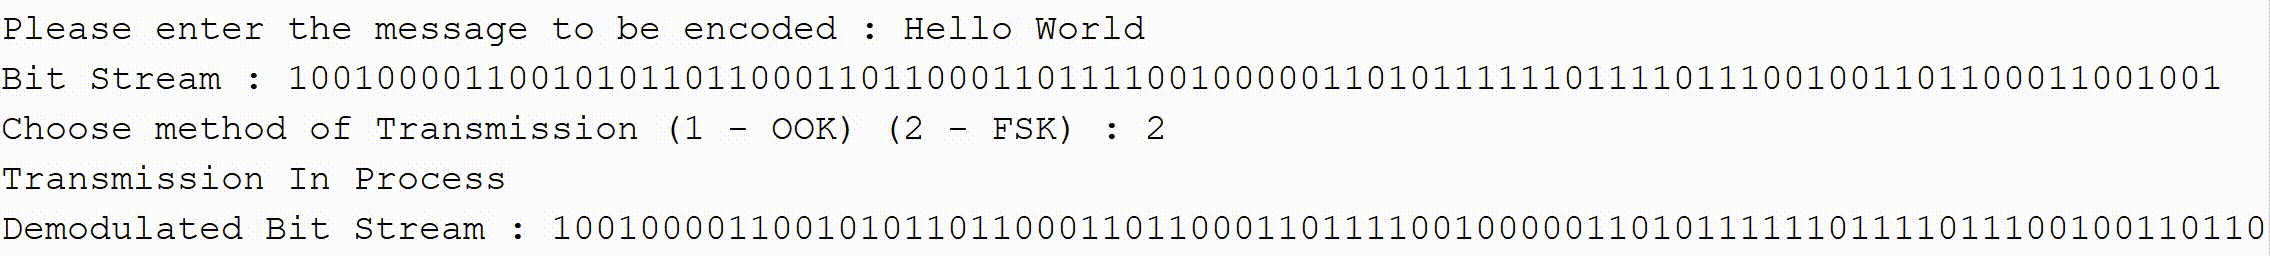 Please enter the message to be encoded : Hello World
Bit Stream : 1001000011001010110110001101100011011110010000011010111111011110111001001101100011001001
Choose method of Transmission (1 - OOK) (2 - FSK) : 2
Transmission In Process
Demodulated Bit Stream : 100100001100101011011000110110001101111001000001101011111101111011100100110110